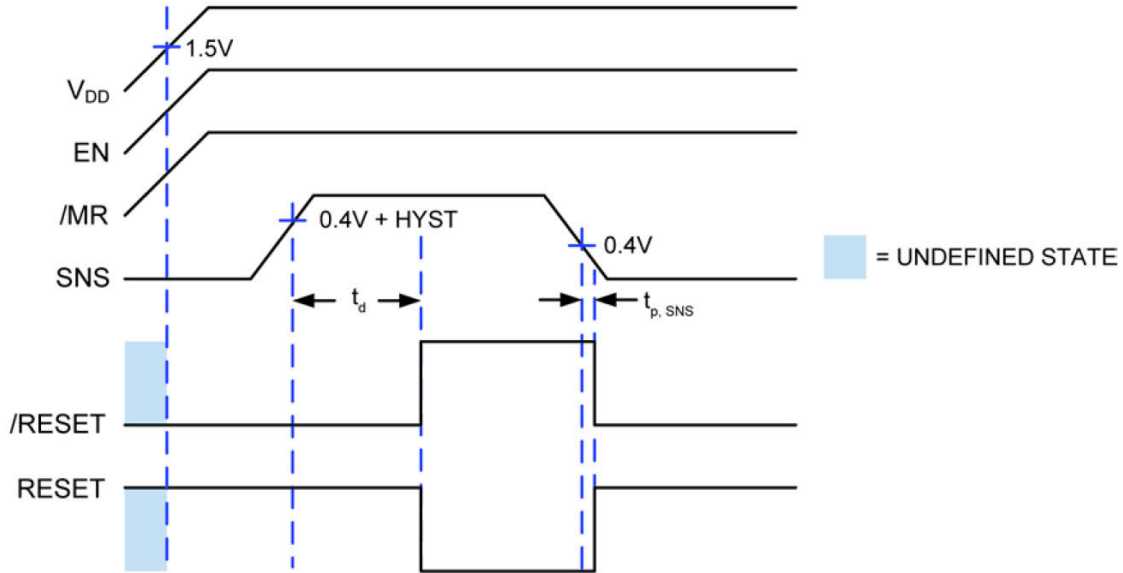 1.5V
VDD
EN
/MR
0.4V + HYST
0.4V
= UNDEFINED STATE
SNS
td
tp, SNS
/RESET
RESET